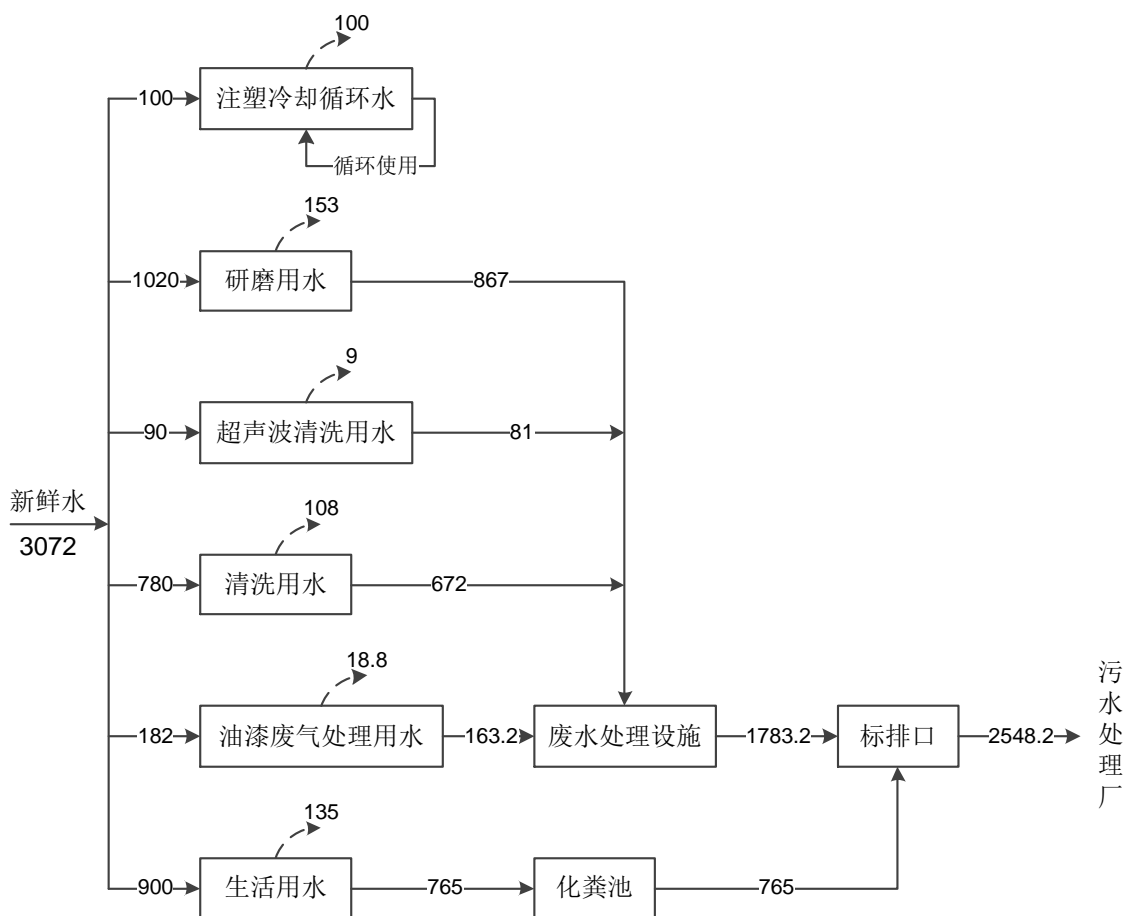 100
100
注塑冷却循环水
循环使用
153
1020
研磨用水
867
9
90
超声波清洗用水
81
新鲜水
3072
108
780
清洗用水
672
18.8
182
油漆废气处理用水
163.2
废水处理设施
1783.2
标排口
2548.2
污水处理厂
135
900
生活用水
765
化粪池
765